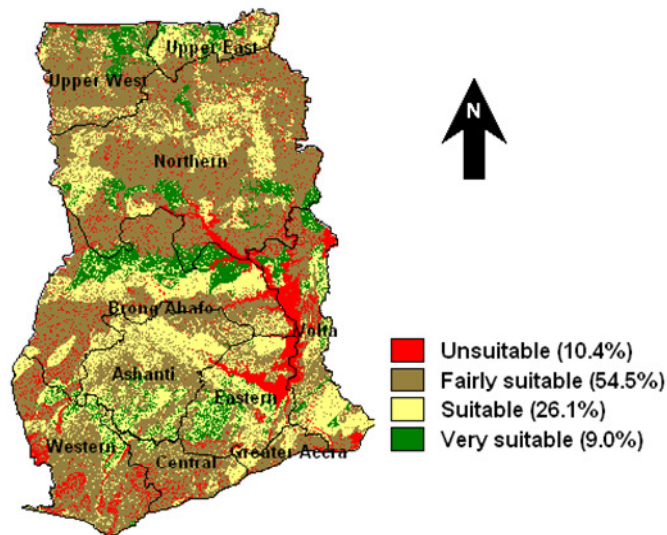 Upper East
Upper West
N
Northern
Brong Ahafo
Volta
Ashanti
Eastern
Western
Central
Greater Accra
Unsuitable (10.4%)
Fairly suitable (54.5%)
Suitable (26.1%)
Very suitable (9.0%)